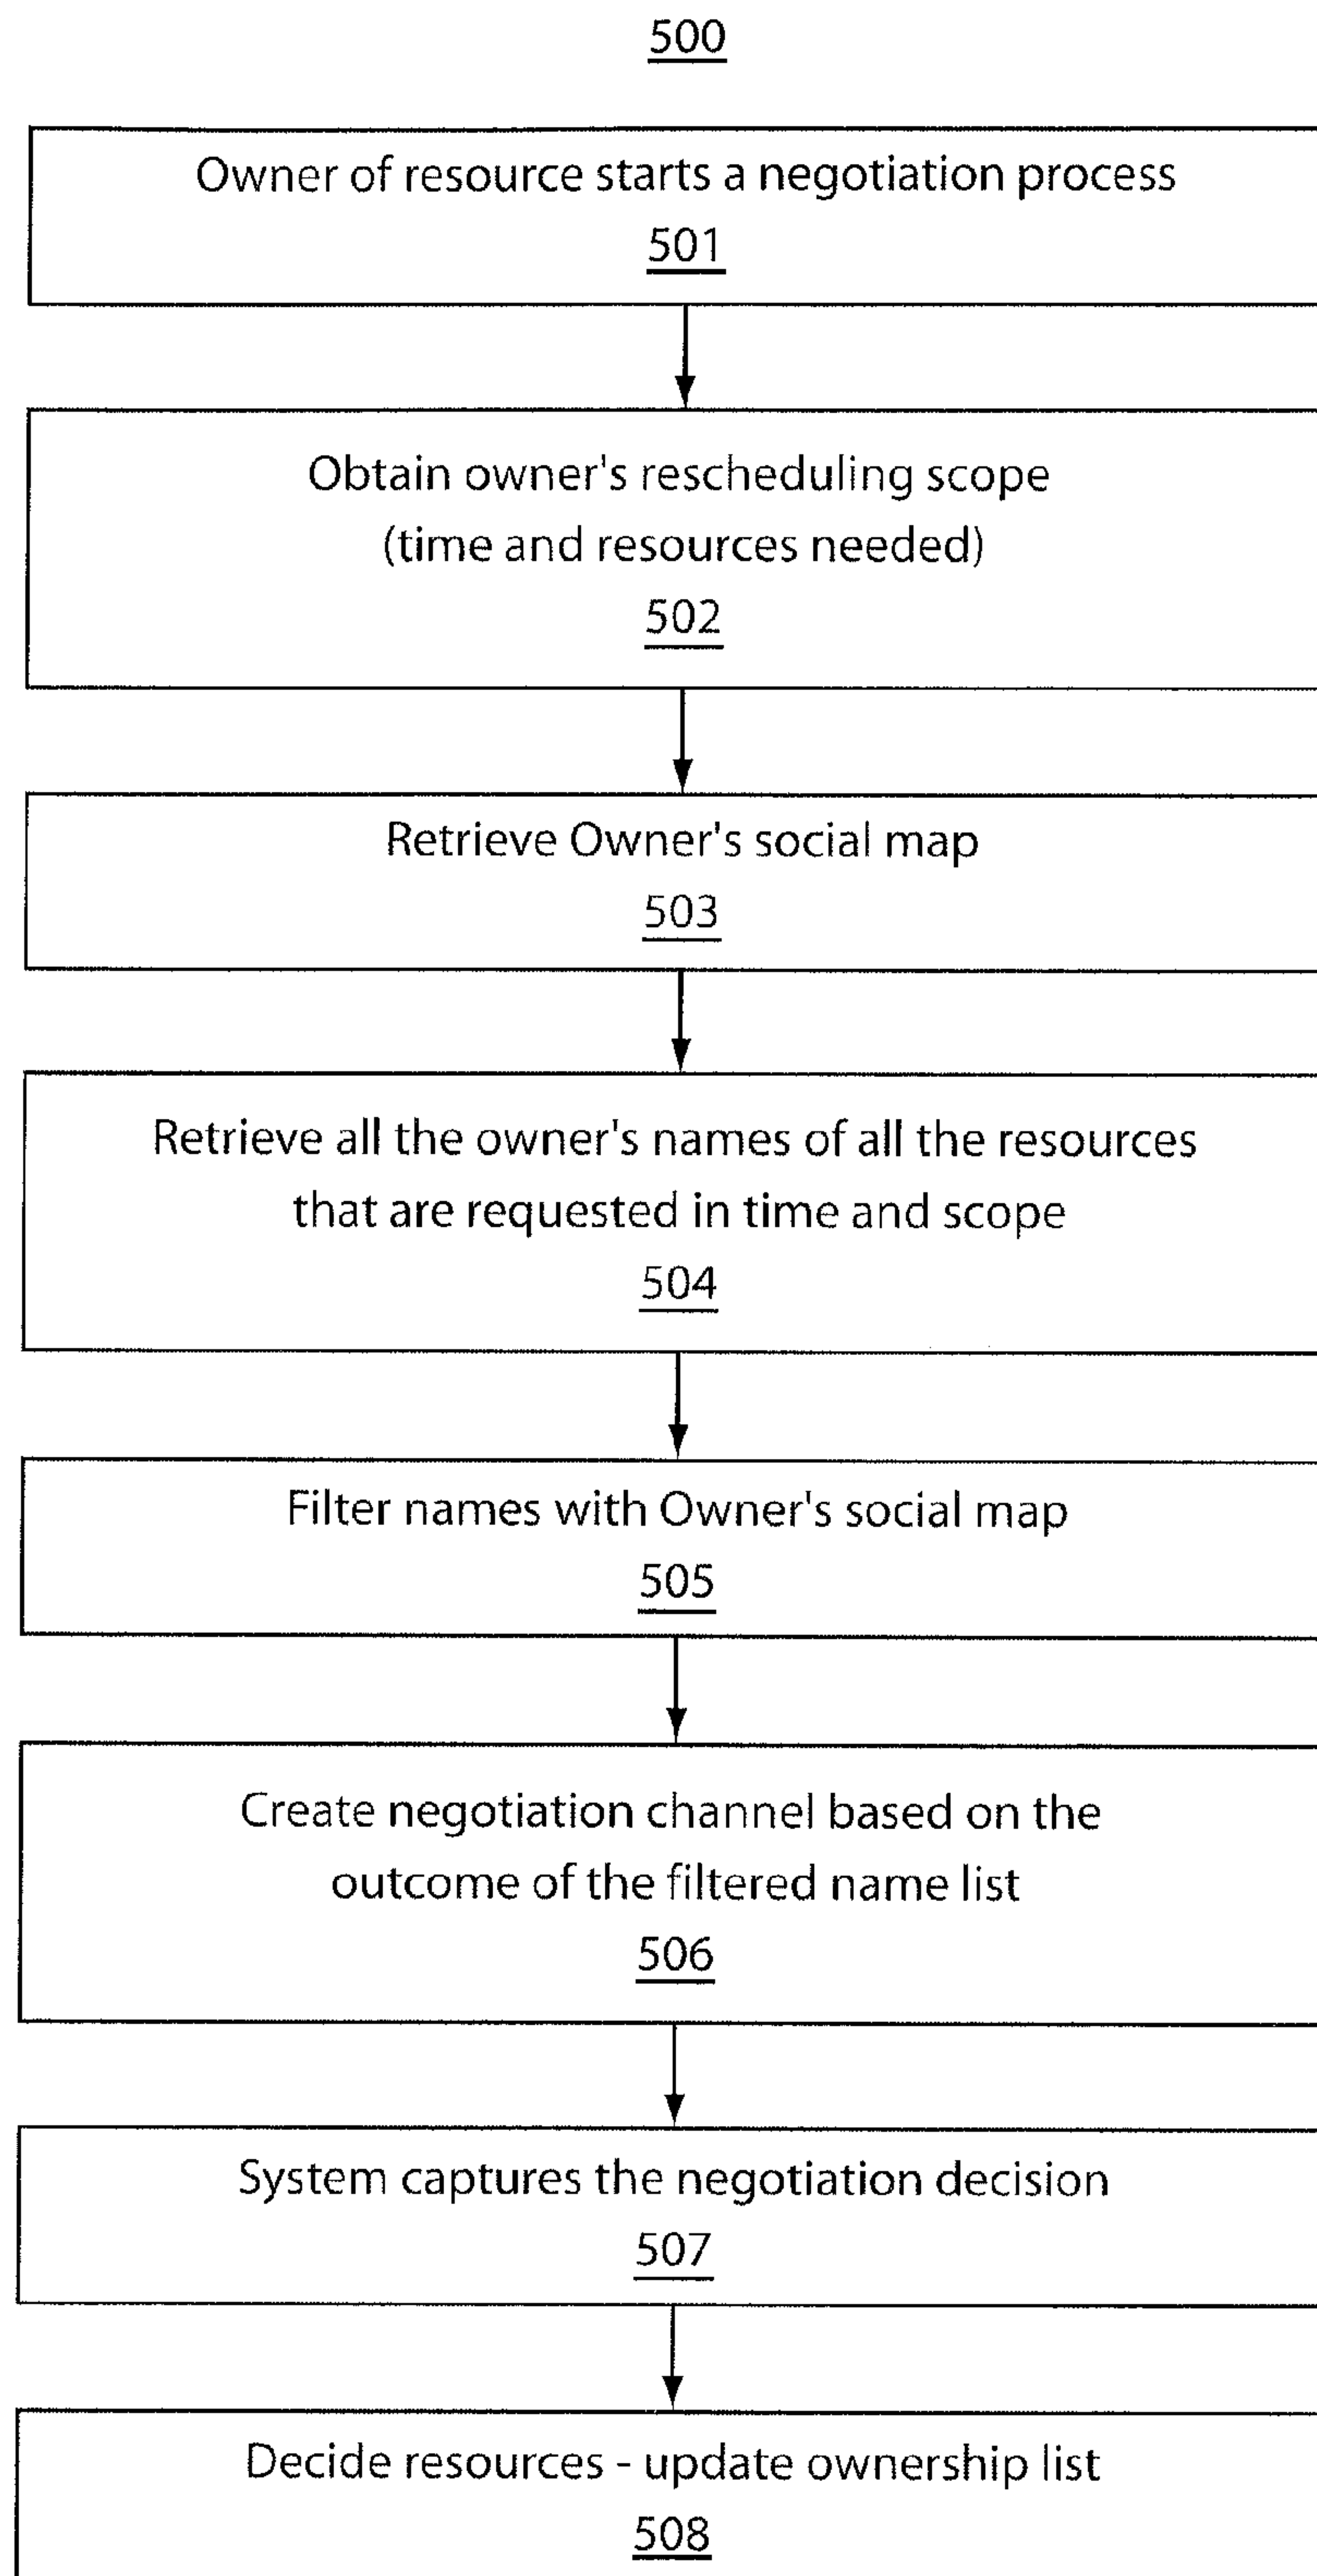 500
Owner of resource starts a negotiation process
501
Obtain owner's rescheduling scope
(time and resources needed)
502
Retrieve Owner's social map
503
Retrieve all the owner's names of all the resources
that are requested in time and scope
504
Filter names with Owner's social map
505
Create negotiation channel based on the
outcome of the filtered name list
506
System captures the negotiation decision
507
Decide resources - update ownership list
508